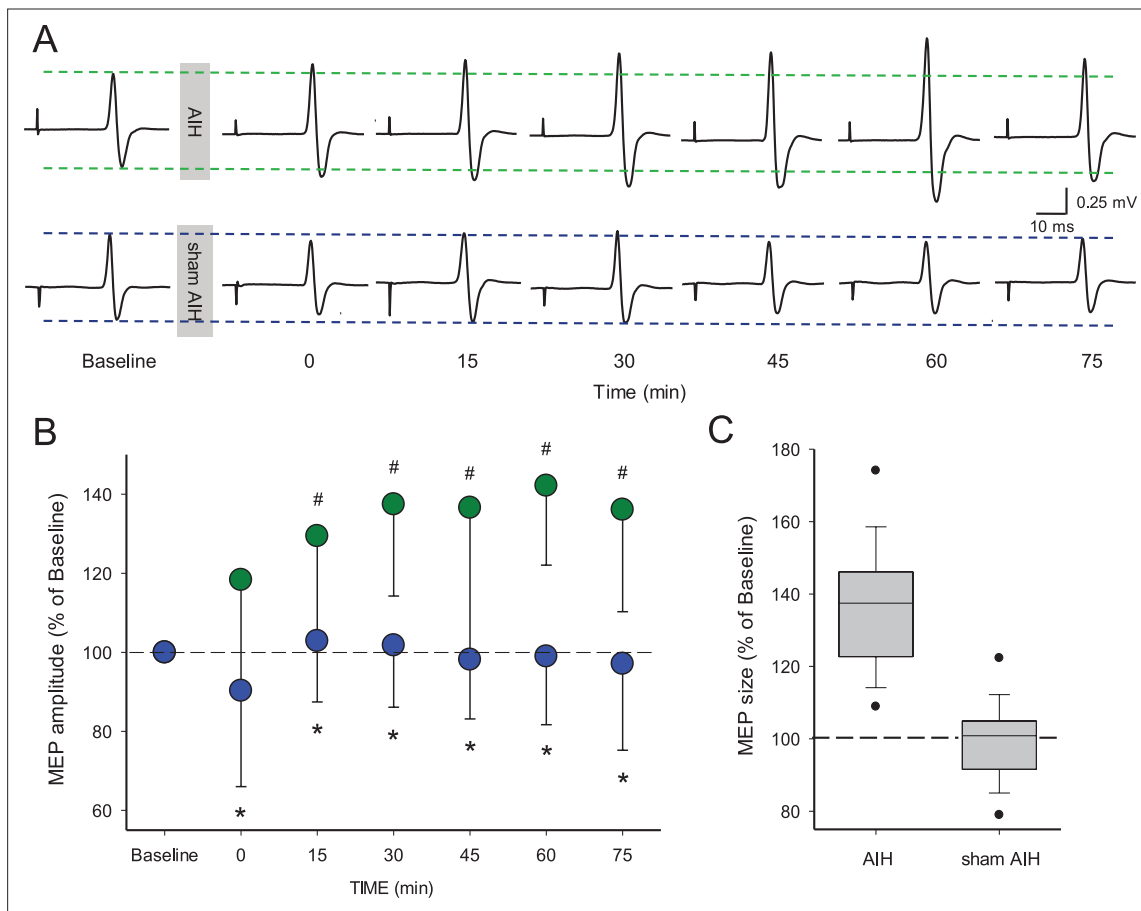 A
AIH
0.25 mV
10 ms
sham AIH
Baseline 0 15 30 45 60 75
Time (min)
B
MEP amplitude (% of Baseline)
140
120
100
80
60
# # # # #
* * * * * *
Baseline 0 15 30 45 60 75
TIME (min)
C
MEP size (% of Baseline)
180
160
140
120
100
80
AIH sham AIH